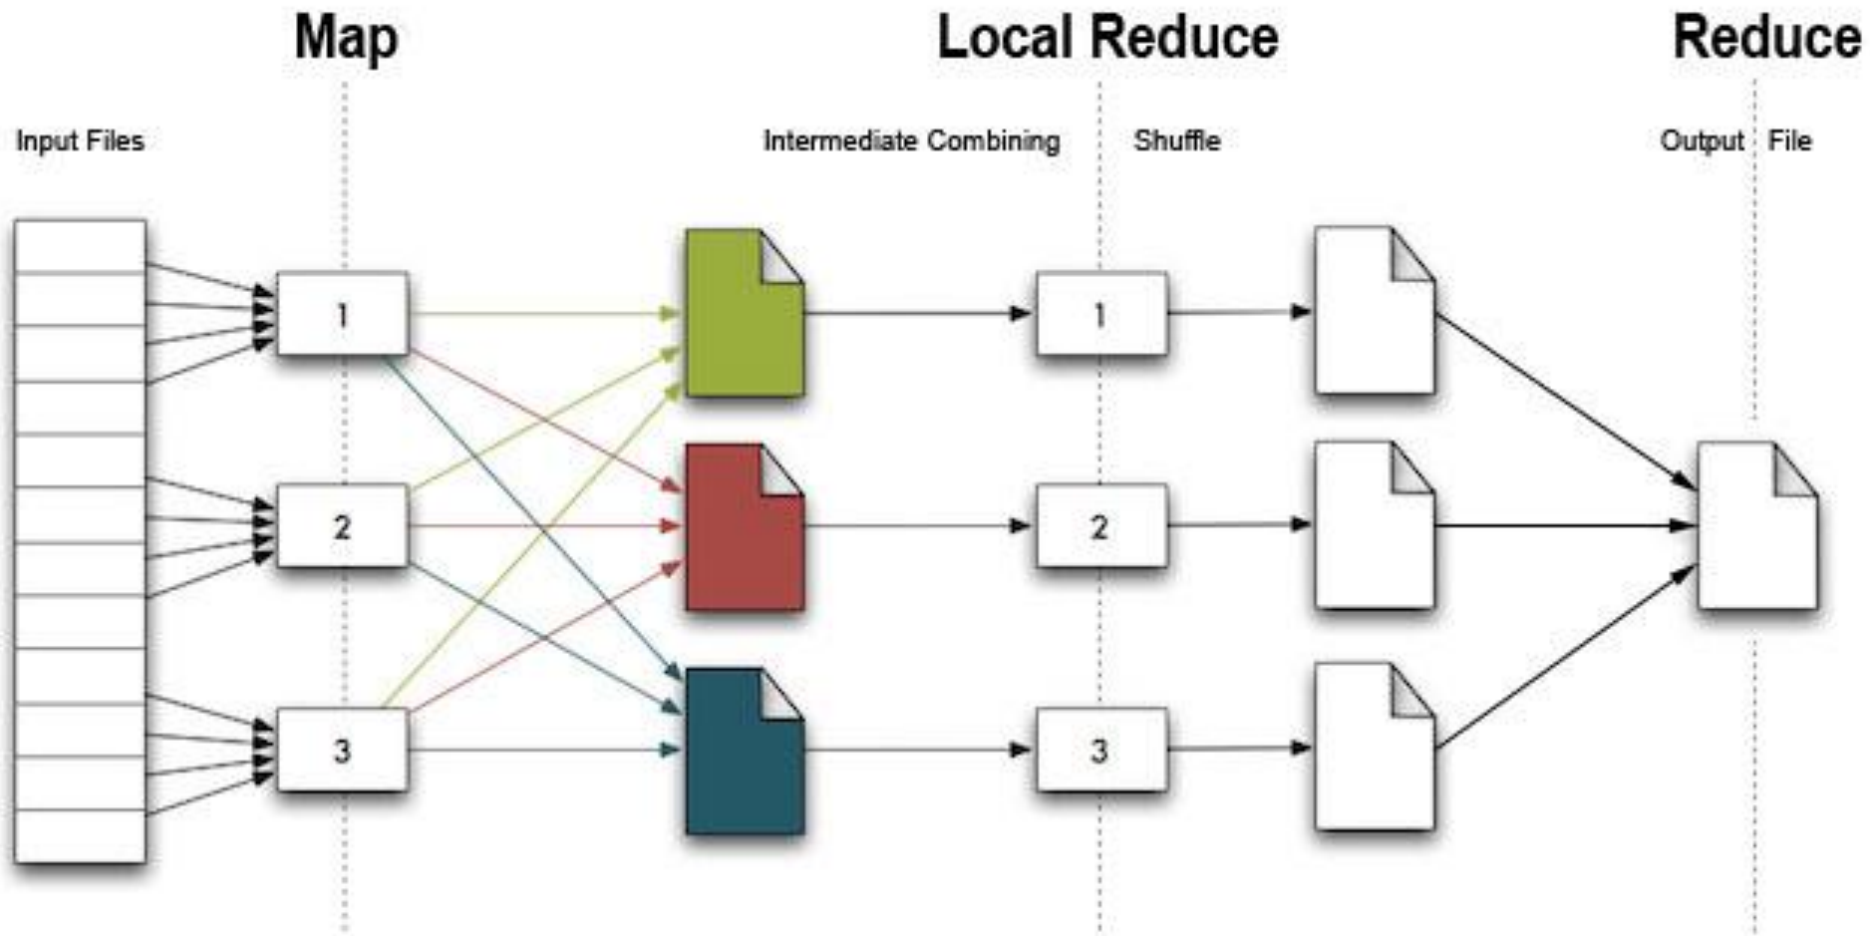 Map
Local Reduce
Reduce
Input Files
Intermediate Combining
Shuffle
Output File
1
1
2
2
3
3